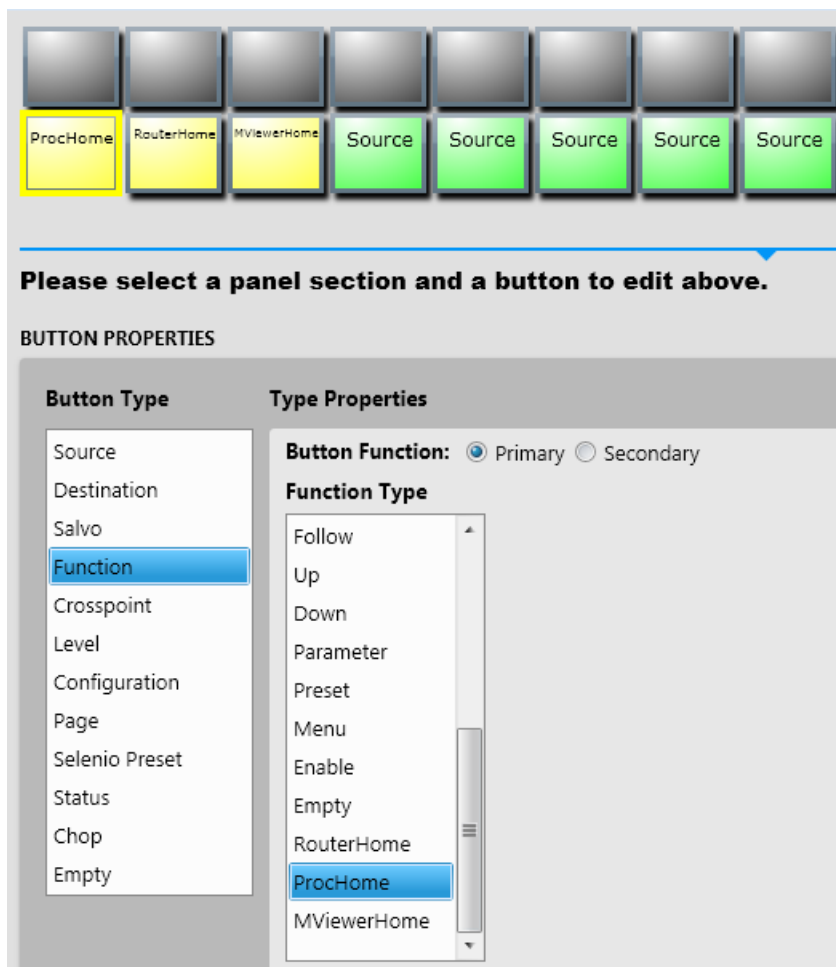 ProcHome RouterHome MViewerHome Source Source Source Source Source
Please select a panel section and a button to edit above.
BUTTON PROPERTIES
Button Type
Source
Destination
Salvo
Function
Crosspoint
Level
Configuration
Page
Selenio Preset
Status
Chop
Empty
Type Properties
Button Function: Primary Secondary
Function Type
Follow
Up
Down
Parameter
Preset
Menu
Enable
Empty
RouterHome
ProcHome
MViewerHome